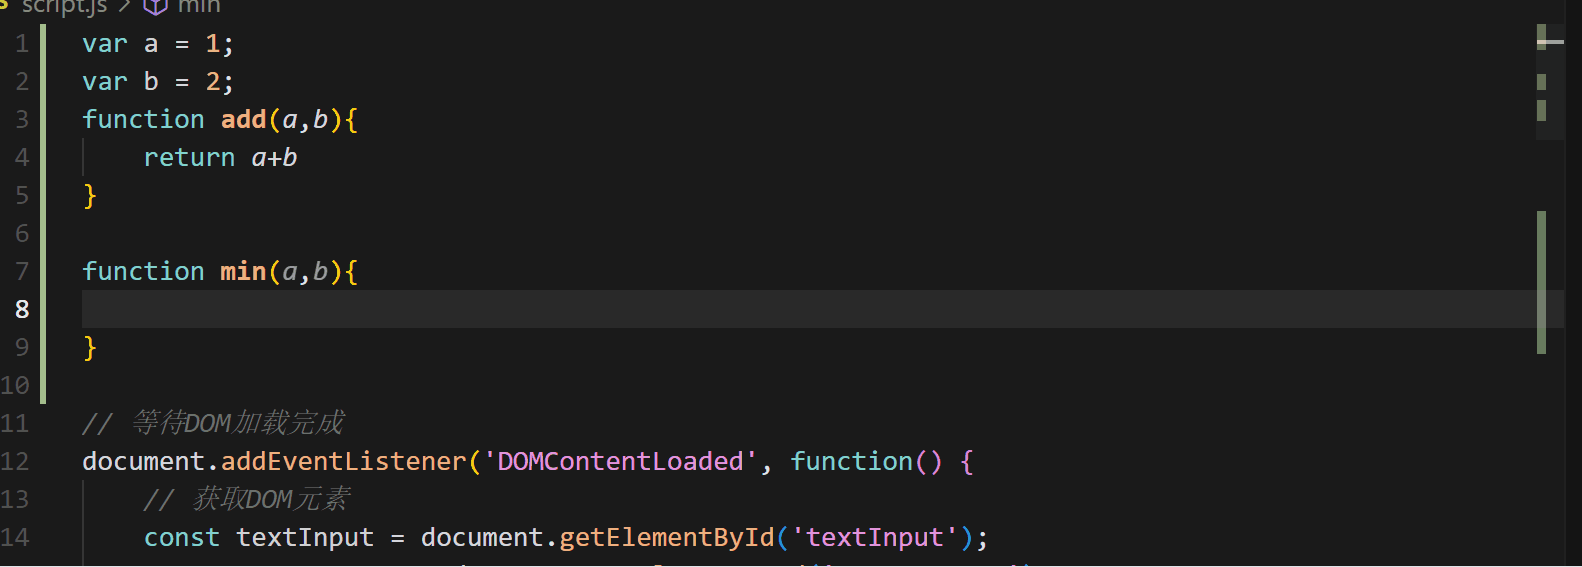 script.js > min
1 var a = 1;
2 var b = 2;
3 function add(a,b){
4 return a+b
5 }
6
7 function min(a,b){
8
9 }
10
11 // 等待DOM加载完成
12 document.addEventListener('DOMContentLoaded', function() {
13 // 获取DOM元素
14 const textInput = document.getElementById('textInput');